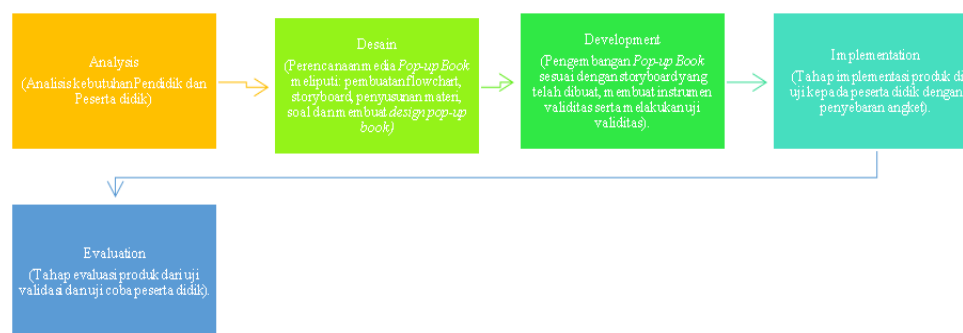 Analysis
(Analisis kebutuhan Pendidik dan
Peserta didik)
Desain
(Perencanaan media Pop-up Book
meliputi: pembuatan flowchart,
storyboard, penyusunan materi,
soal dan membuat design pop-up
book)
Development
(Pengembangan Pop-up Book
sesuai dengan storyboard yang
telah dibuat, membuat instrumen
validitas serta melakukan uji
validitas).
Implementation
(Tahap implementasi produk di
uji kepada peserta didik dengan
penyebaran angket).
Evaluation
(Tahap evaluasi produk dari uji
validasi dan uji coba peserta didik).